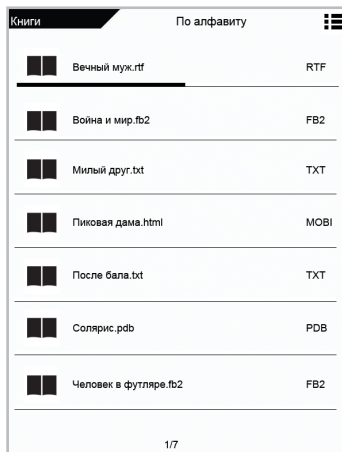 Книги По алфавиту
Вечный муж.rtf RTF
Война и мир.fb2 FB2
Милый друг.txt TXT
Пиковая дама.html MOBI
После бала.txt TXT
Солярис.pdb PDB
Человек в футляре.fb2 FB2
1/7